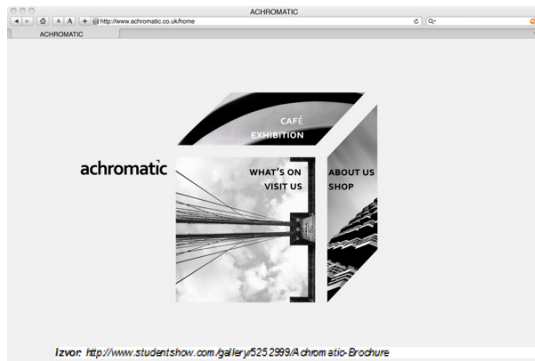 ACHROMATIC
http://www.achromatic.co.uk/home
ACHROMATIC
achromatic
CAFÉ
EXHIBITION
WHAT'S ON
VISIT US
ABOUT US
SHOP
Izvor: http://www.studentshow.com/gallery/5252999/Achromatic-Brochure